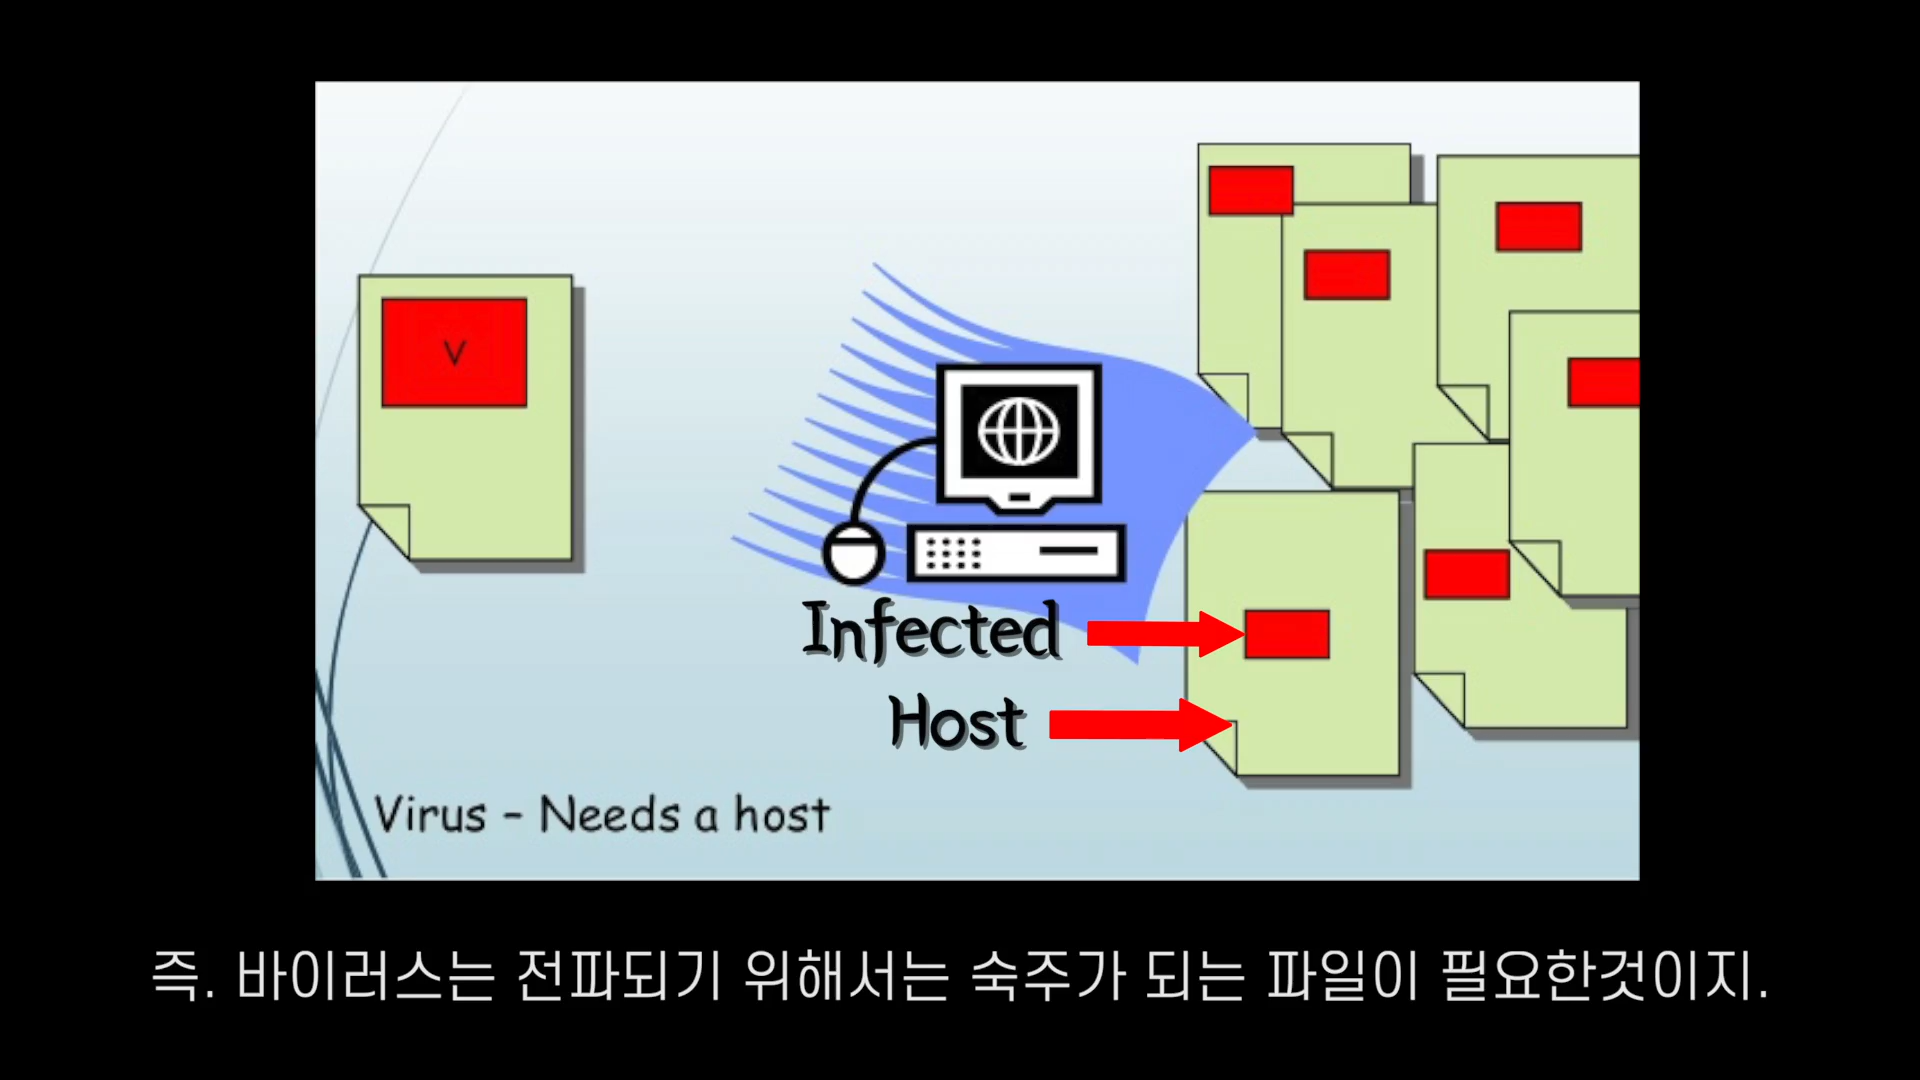 V
Infected
Host
Virus – Needs a host
즉. 바이러스는 전파되기 위해서는 숙주가 되는 파일이 필요한것이지.